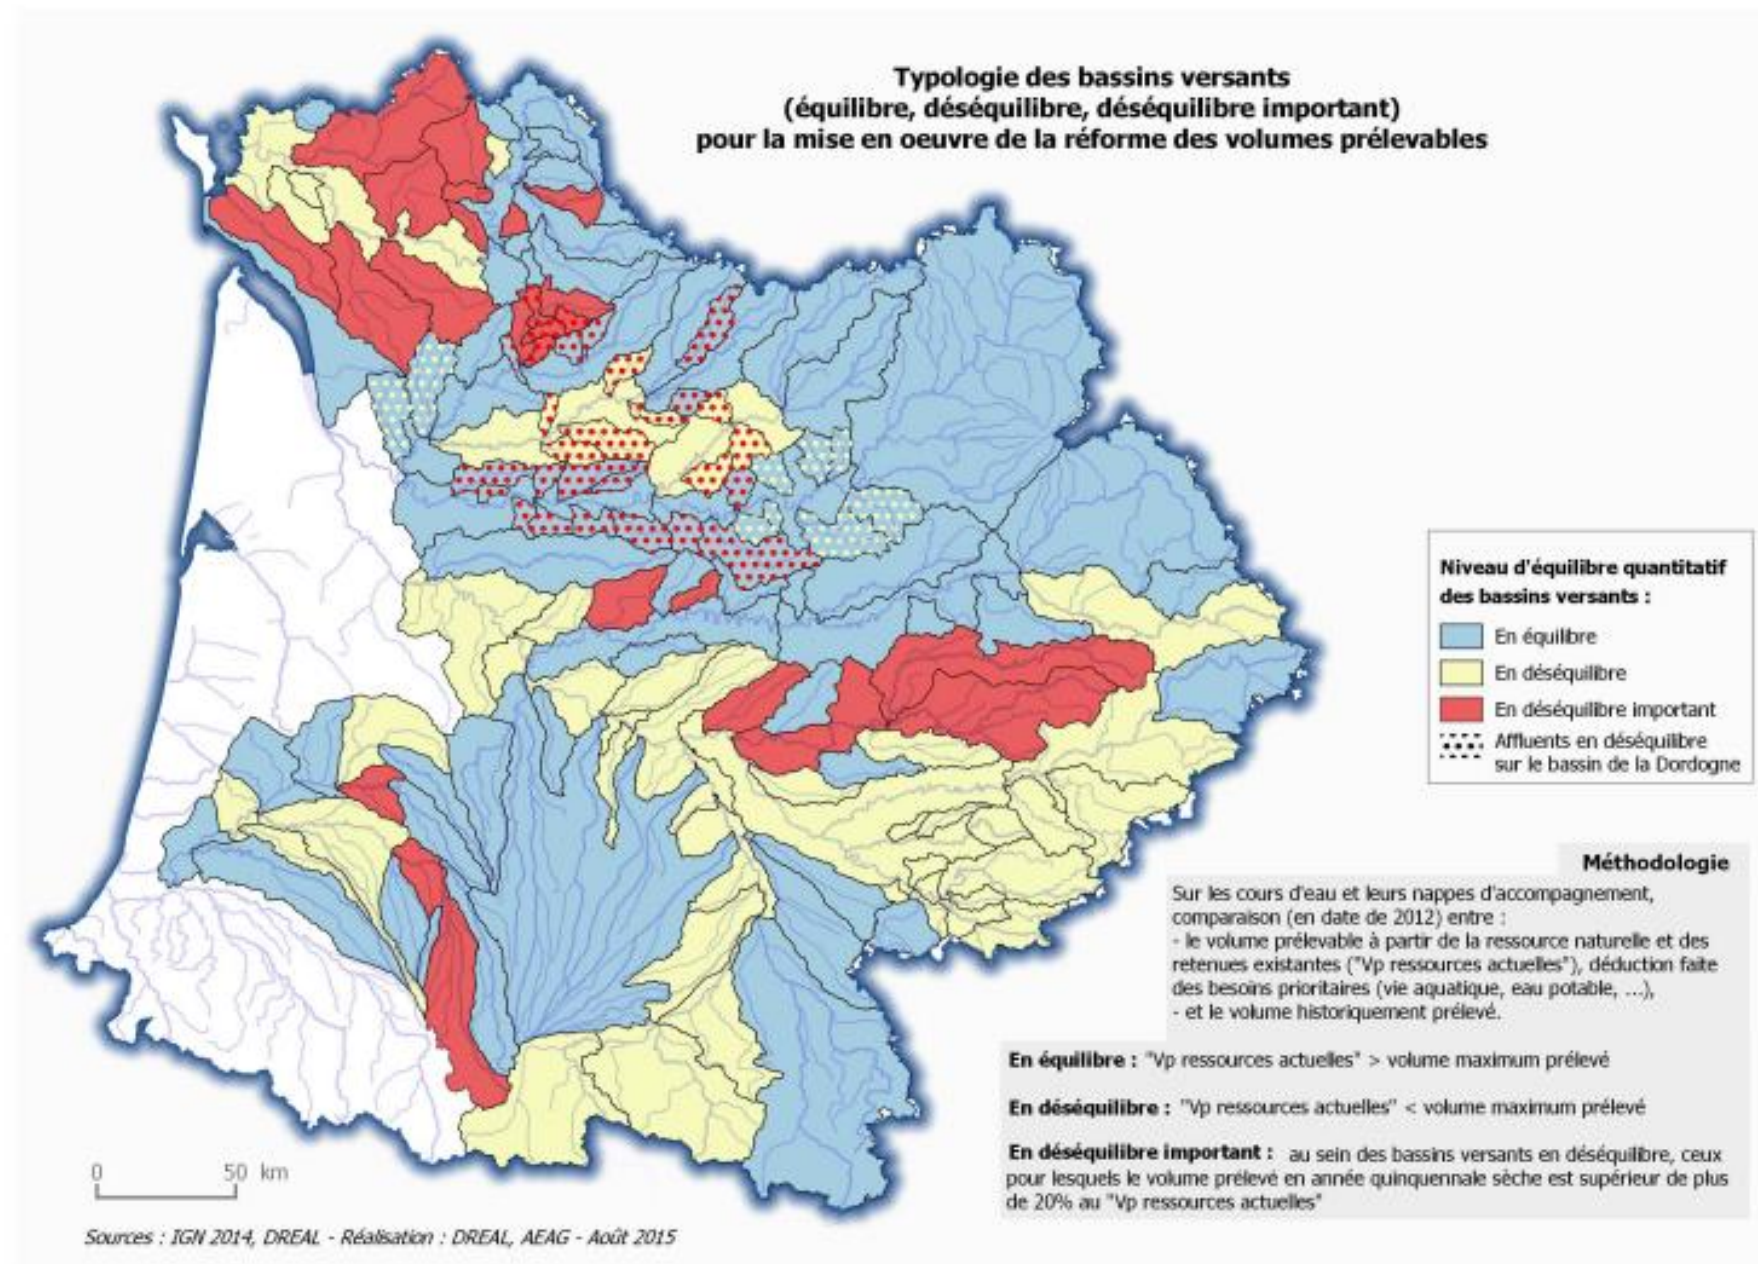 Typologie des bassins versants
(équilibre, déséquilibre, déséquilibre important)
pour la mise en oeuvre de la réforme des volumes prélevables
Niveau d'équilibre quantitatif
des bassins versants :
En équilibre
En déséquilibre
En déséquilibre important
Affluents en déséquilibre
sur le bassin de la Dordogne
Méthodologie
Sur les cours d'eau et leurs nappes d'accompagnement,
comparaison (en date de 2012) entre :
- le volume prélevable à partir de la ressource naturelle et des
retenues existantes ("Vp ressources actuelles"), déduction faite
des besoins prioritaires (vie aquatique, eau potable, ...),
- et le volume historiquement prélevé.
En équilibre : "Vp ressources actuelles" > volume maximum prélevé
En déséquilibre : "Vp ressources actuelles" < volume maximum prélevé
En déséquilibre important : au sein des bassins versants en déséquilibre, ceux
pour lesquels le volume prélevé en année quinquennale sèche est supérieur de plus
de 20% au "Vp ressources actuelles"
0 50 km
Sources : IGN 2014, DREAL - Réalisation : DREAL, AEAG - Août 2015